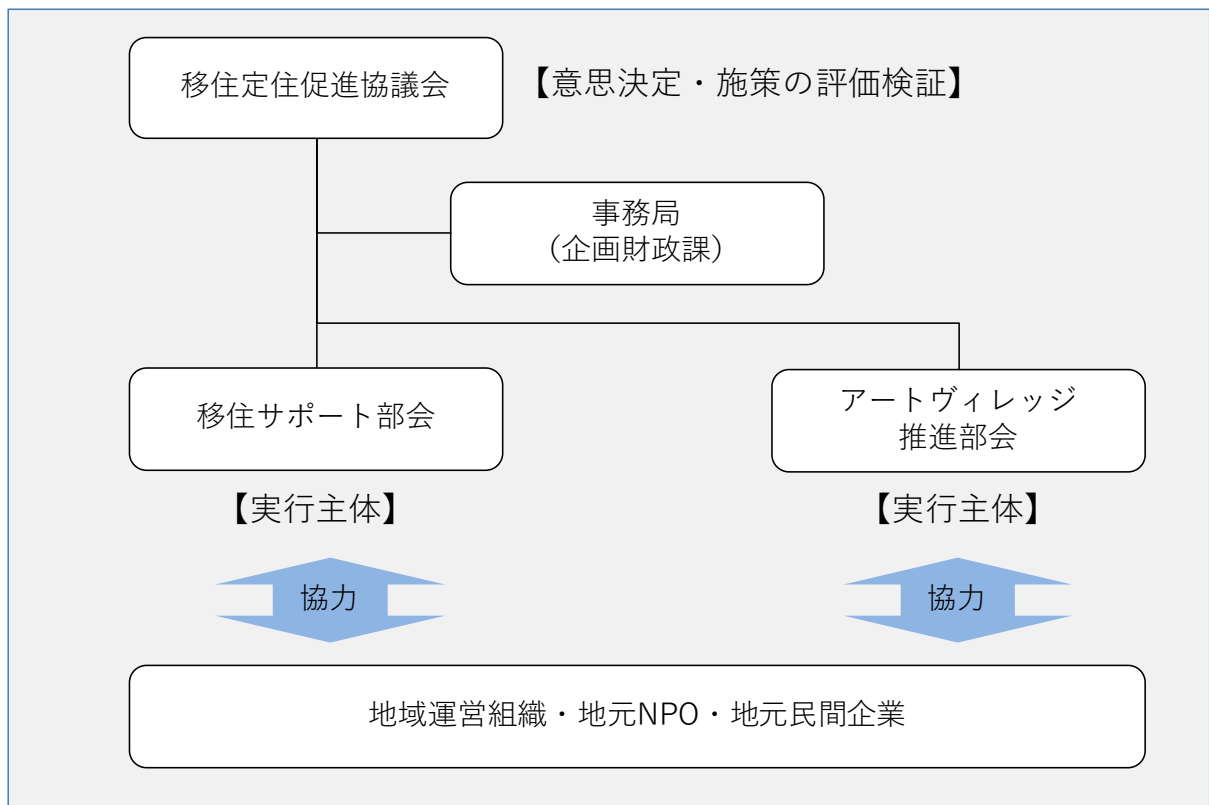 移住定住促進協議会
【意思決定・施策の評価検証】
事務局
（企画財政課）
移住サポート部会
アートヴィレッジ
推進部会
【実行主体】
【実行主体】
協力
協力
地域運営組織・地元NPO・地元民間企業